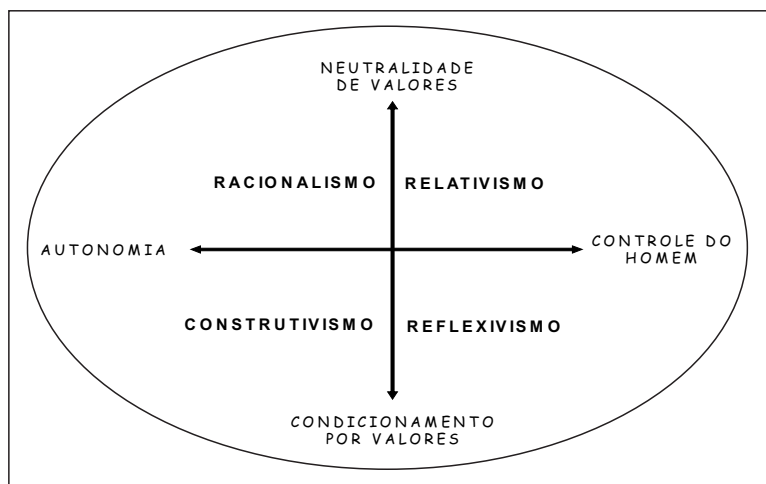 NEUTRALIDADE
DE VALORES
RACIONALISMO
RELATIVISMO
AUTONOMIA
CONTROLE DO
HOMEM
CONSTRUTIVISMO
REFLEXIVISMO
CONDICIONAMENTO
POR VALORES